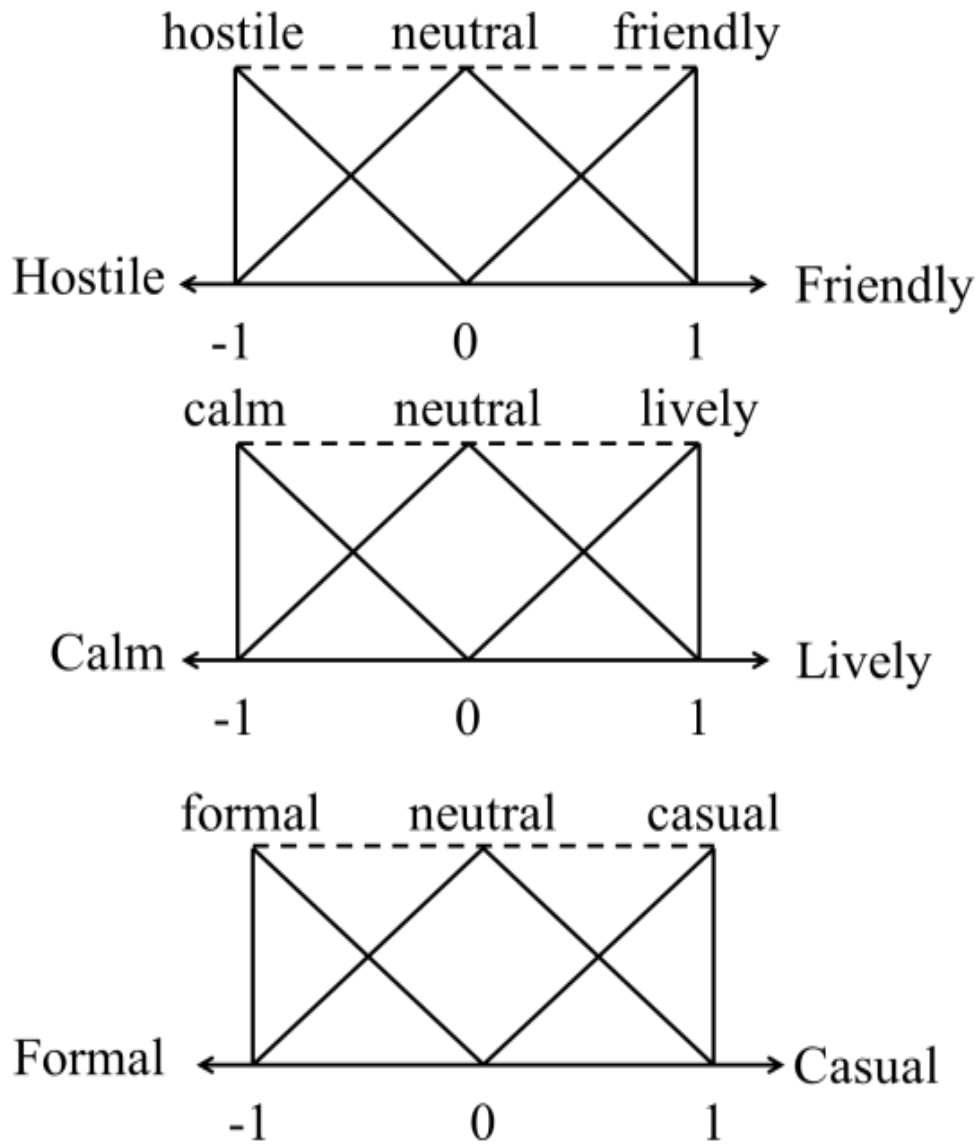 hostile neutral friendly
Hostile Friendly
-1 0 1
calm neutral lively
Calm Lively
-1 0 1
formal neutral casual
Formal Casual
-1 0 1